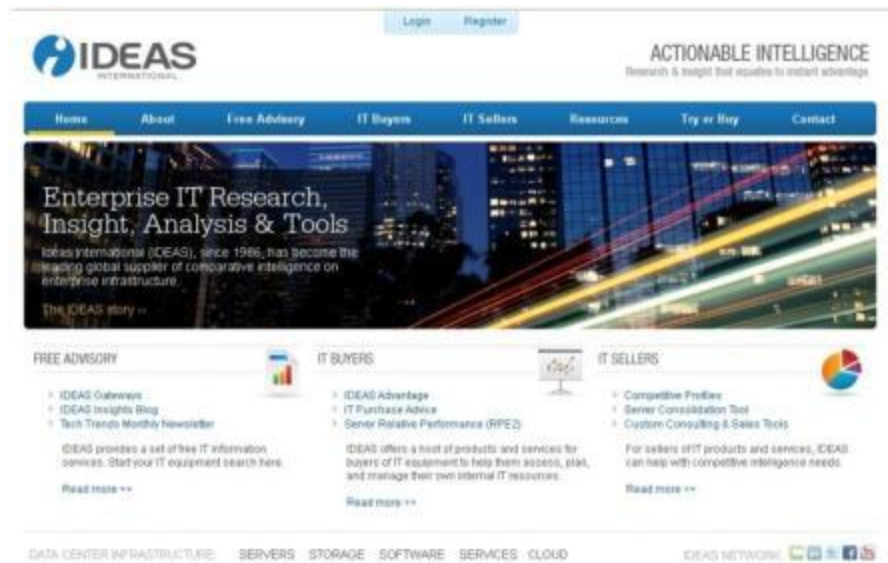 Login Register
IDEAS
INTERNATIONAL
ACTIONABLE INTELLIGENCE
Research & Insight that equates to instant advantage
Home About Free Advisory IT Buyers IT Sellers Resources Try or Buy Contact
Enterprise IT Research,
Insight, Analysis & Tools
Ideas International (IDEAS), since 1986, has become the
leading global supplier of comparative intelligence on
enterprise infrastructure.
The IDEAS story ››
FREE ADVISORY
IDEAS Gateways
IDEAS Insights Blog
Tech Trends Monthly Newsletter
IDEAS provides a set of free IT information
services. Start your IT equipment search here.
Read more >>
IT BUYERS
IDEAS Advantage
IT Purchase Advice
Server Relative Performance (RPE2)
IDEAS offers a host of products and services for
buyers of IT equipment to help them assess, plan,
and manage their own internal IT resources.
Read more >>
IT SELLERS
Competitive Profiles
Server Consolidation Tool
Custom Consulting & Sales Tools
For sellers of IT products and services, IDEAS
can help with competitive intelligence needs.
Read more >>
DATA CENTER INFRASTRUCTURE: SERVERS STORAGE SOFTWARE SERVICES CLOUD
IDEAS NETWORK